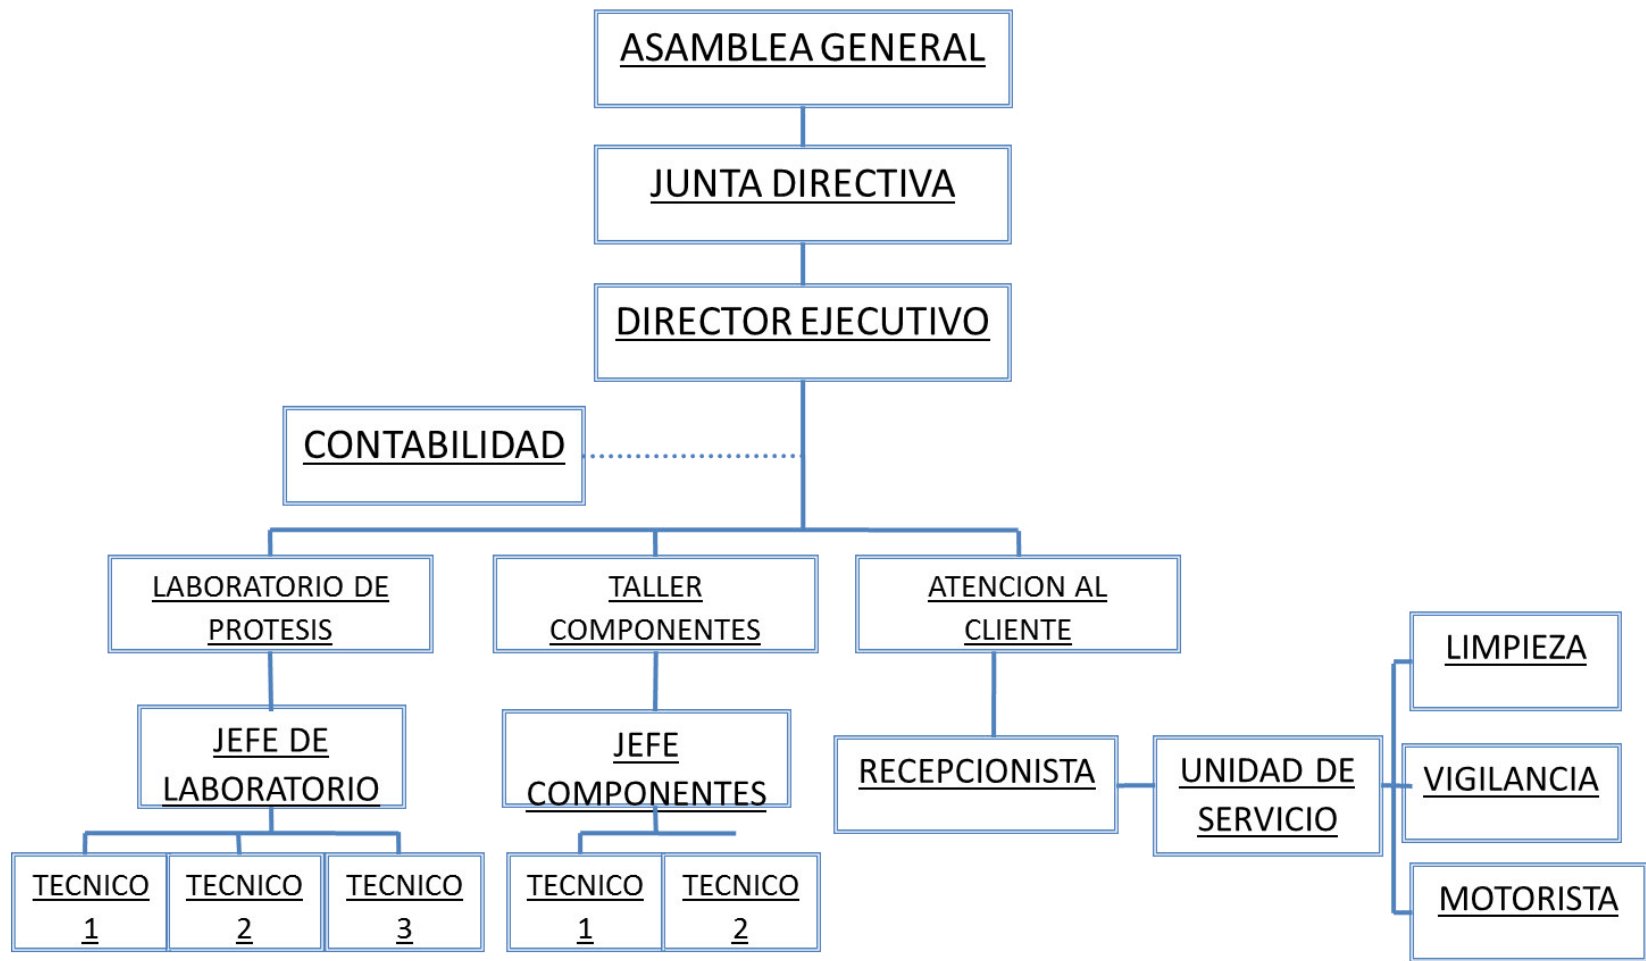 ASAMBLEA GENERAL
JUNTA DIRECTIVA
DIRECTOR EJECUTIVO
CONTABILIDAD
LABORATORIO DE
PROTESIS
TALLER
COMPONENTES
ATENCION AL
CLIENTE
JEFE DE
LABORATORIO
JEFE
COMPONENTES
RECEPCIONISTA
UNIDAD DE
SERVICIO
LIMPIEZA
VIGILANCIA
MOTORISTA
TECNICO
1
TECNICO
2
TECNICO
3
TECNICO
1
TECNICO
2